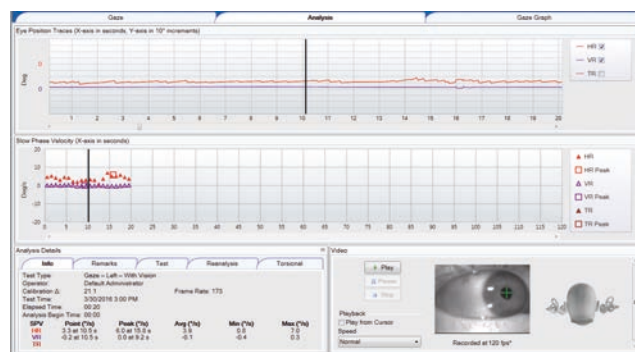 Gaze Analysis Gaze Graph
Eye Position Traces (X-axis in seconds, Y-axis in 10° increments)
HR
VR
TR
0
0
Deg
1 2 3 4 5 6 7 8 9 10 11 12 13 14 15 16 17 18 19 20
Slow Phase Velocity (X-axis in seconds)
20
10
0
-10
-20
Deg/s
HR
HR Peak
VR
VR Peak
TR
TR Peak
0 5 10 15 20 25 30 35 40 45 50 55 60 65 70 75 80 85 90 95 100 105 110 115 120
Analysis Details
Info Remarks Test Reanalysis Torsional
Test Type: Gaze – Left – With Vision
Operator: Default Administrator
Calibration Δ: 21.1 Frame Rate: 173
Test Time: 3/30/2016 3:00 PM
Elapsed Time 00:20
Analysis Begin Time: 00:00
SPV Point (°/s) Peak (°/s) Avg (°/s) Min (°/s) Max (°/s)
HR 3.3 at 10.5 s 6.0 at 15.8 s 3.8 0.8 7.0
VR -0.2 at 10.5 s 0.0 at 9.2 s -0.1 -0.4 0.3
TR
Video
Play
Pause
Stop
Playback
Play from Cursor
Speed
Normal
Recorded at 120 fps*